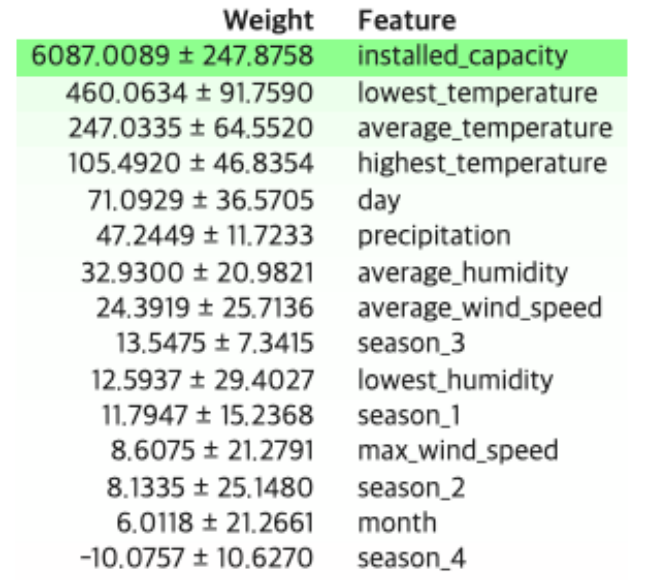 Weight Feature
6087.0089 ± 247.8758 installed_capacity
460.0634 ± 91.7590 lowest_temperature
247.0335 ± 64.5520 average_temperature
105.4920 ± 46.8354 highest_temperature
71.0929 ± 36.5705 day
47.2449 ± 11.7233 precipitation
32.9300 ± 20.9821 average_humidity
24.3919 ± 25.7136 average_wind_speed
13.5475 ± 7.3415 season_3
12.5937 ± 29.4027 lowest_humidity
11.7947 ± 15.2368 season_1
8.6075 ± 21.2791 max_wind_speed
8.1335 ± 25.1480 season_2
6.0118 ± 21.2661 month
-10.0757 ± 10.6270 season_4